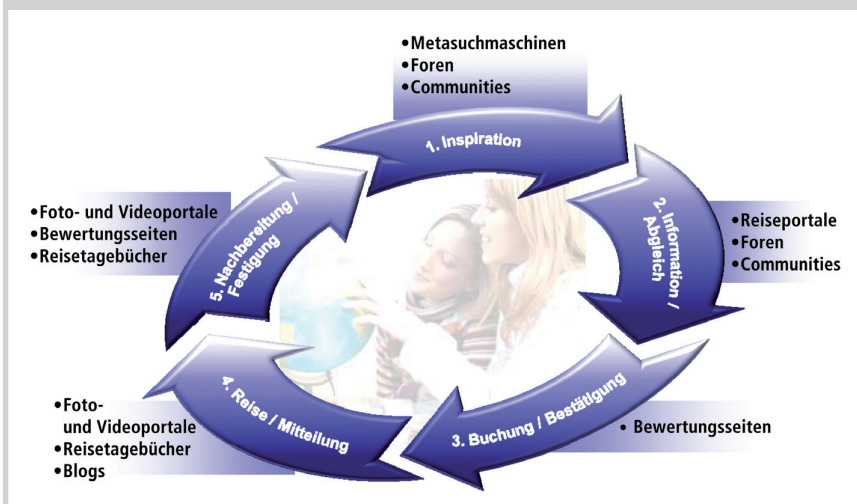 •Metasuchmaschinen
•Foren
•Communities
1. Inspiration
2. Information /
Abgleich
•Reiseportale
•Foren
•Communities
3. Buchung / Bestätigung
• Bewertungsseiten
4. Reise / Mitteilung
•Foto-
und Videoportale
•Reisetagebücher
•Blogs
5. Nachbereitung /
Festigung
•Foto- und Videoportale
•Bewertungsseiten
•Reisetagebücher